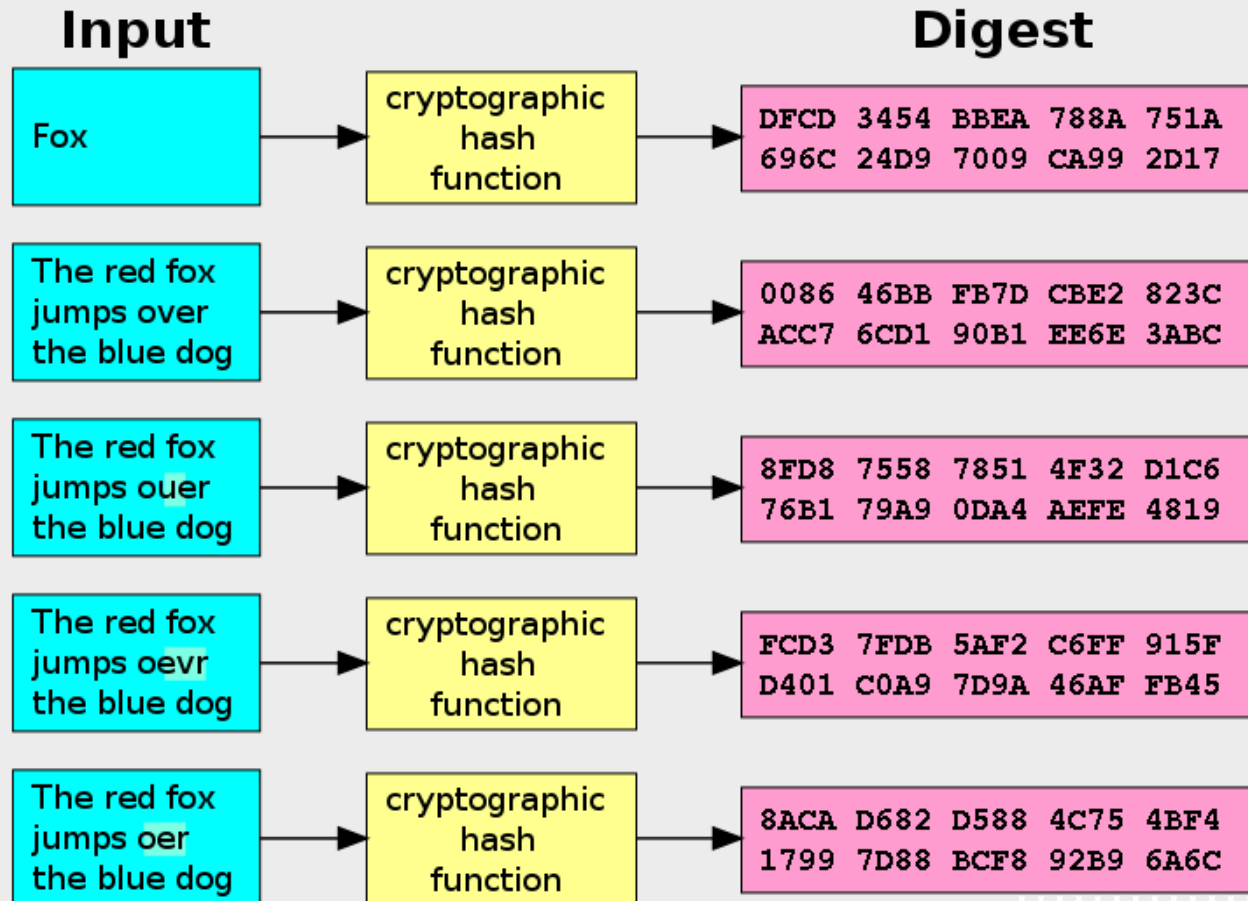 Input
Digest
Fox
cryptographic
hash
function
DFCD 3454 BBEA 788A 751A
696C 24D9 7009 CA99 2D17
The red fox
jumps over
the blue dog
cryptographic
hash
function
0086 46BB FB7D CBE2 823C
ACC7 6CD1 90B1 EE6E 3ABC
The red fox
jumps ouer
the blue dog
cryptographic
hash
function
8FD8 7558 7851 4F32 D1C6
76B1 79A9 0DA4 AEFE 4819
The red fox
jumps oevr
the blue dog
cryptographic
hash
function
FCD3 7FDB 5AF2 C6FF 915F
D401 C0A9 7D9A 46AF FB45
The red fox
jumps oer
the blue dog
cryptographic
hash
function
8ACA D682 D588 4C75 4BF4
1799 7D88 BCF8 92B9 6A6C